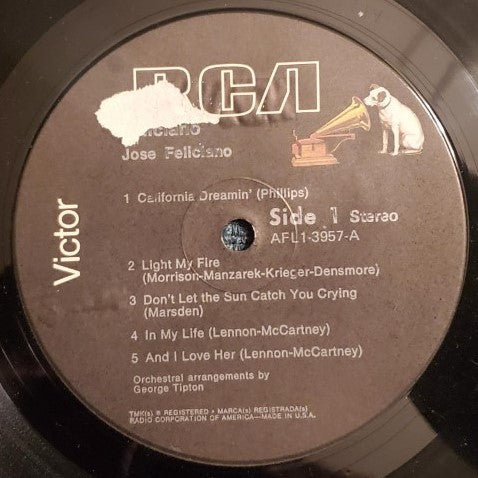 RCA
Jose Feliciano
1 California Dreamin' (Phillips)
Side 1 Stereo
AFL1-3957-A
2 Light My Fire
(Morrison-Manzarek-Krieger-Densmore)
3 Don't Let the Sun Catch You Crying
(Marsden)
4 In My Life (Lennon-McCartney)
5 And I Love Her (Lennon-McCartney)
Orchestral arrangements by
George Tipton
TMK(s) ® REGISTERED • MARCA(s) REGISTRADA(s)
RADIO CORPORATION OF AMERICA—MADE IN U.S.A.
Victor